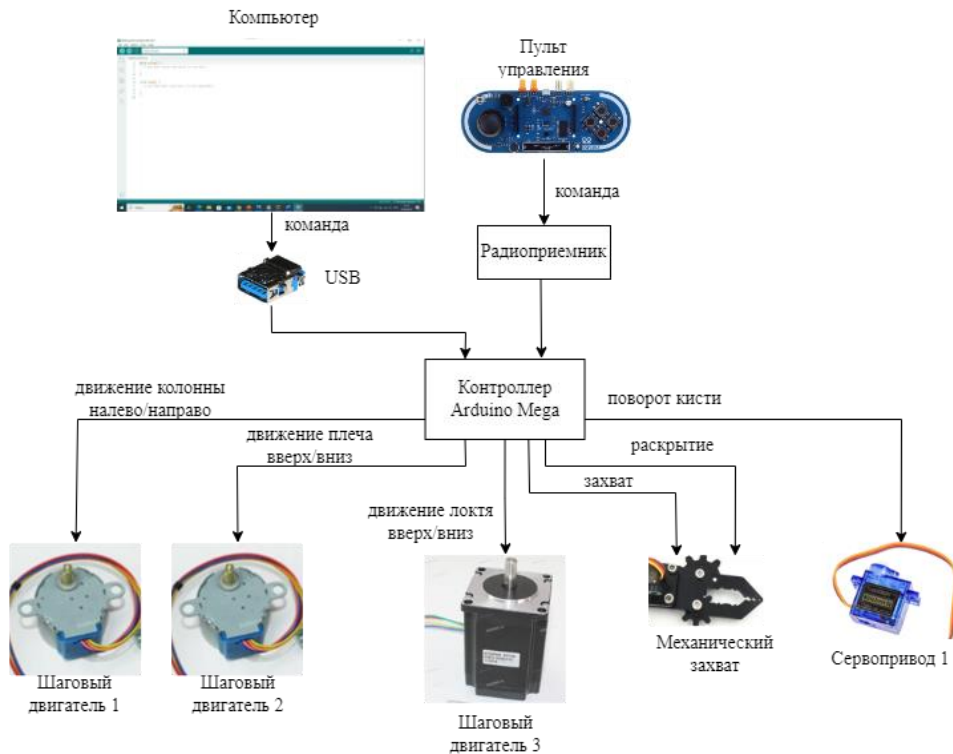 Компьютер
Пульт
управления
команда
команда
USB
Радиоприемник
Контроллер
Arduino Mega
движение колонны
налево/направо
движение плеча
вверх/вниз
движение локтя
вверх/вниз
захват
раскрытие
поворот кисти
Шаговый
двигатель 1
Шаговый
двигатель 2
Шаговый
двигатель 3
Механический
захват
Сервопривод 1